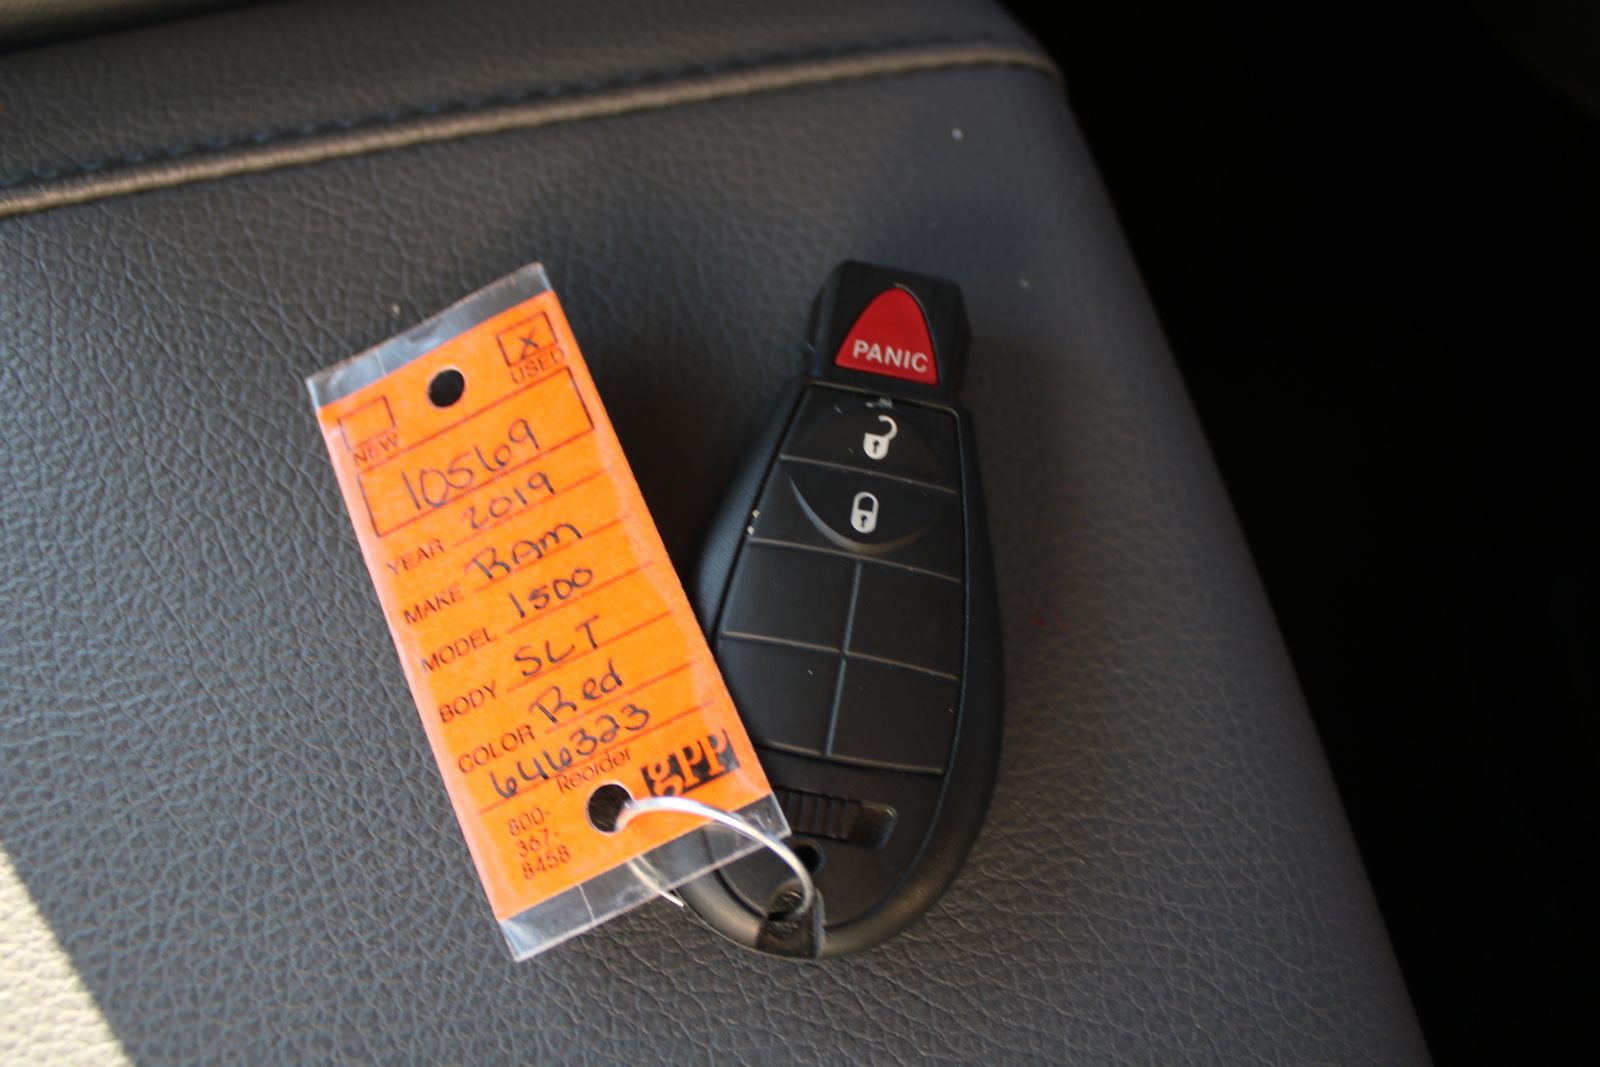 X
USED
NEW
10569
YEAR 2019
MAKE RAM
MODEL 1500
BODY SLT
COLOR Red
646323
Reorder gpp
800-
367-
8458
PANIC